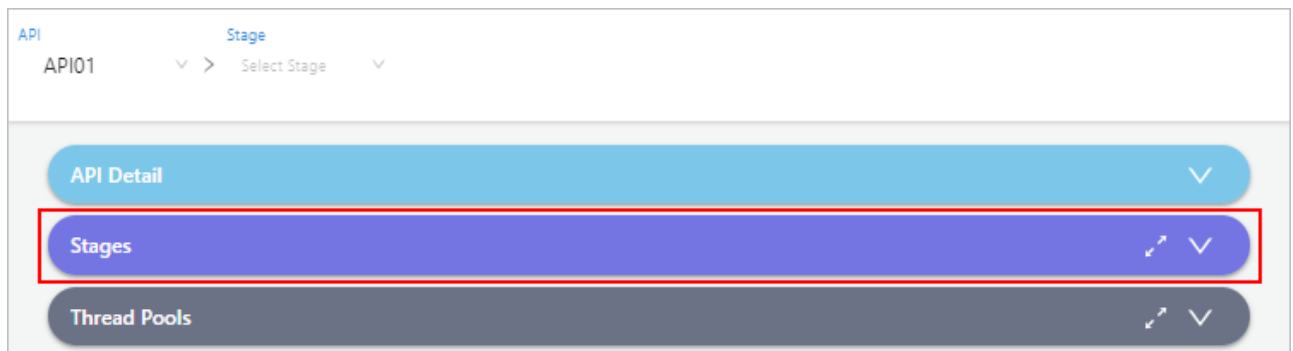 API Stage
API01 > Select Stage
API Detail
Stages
Thread Pools